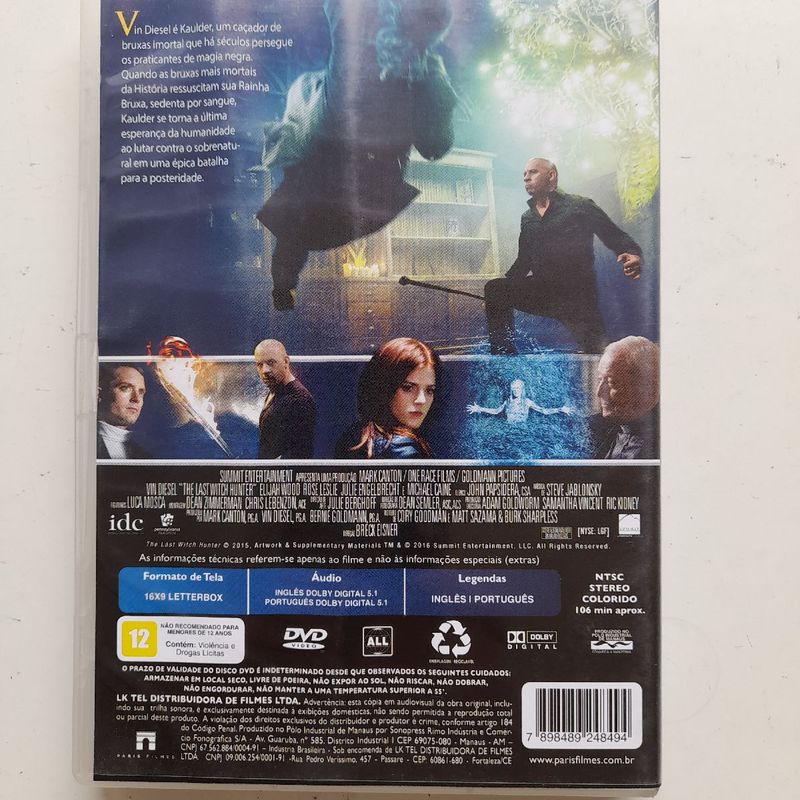 Vin Diesel é Kaulder, um caçador de
bruxas imortal que há séculos persegue
os praticantes de magia negra.
Quando as bruxas mais mortais
da História ressuscitam sua Rainha
Bruxa, sedenta por sangue,
Kaulder se torna a última
esperança da humanidade
ao lutar contra o sobrenatu-
ral em uma épica batalha
para a posteridade.
SUMMIT ENTERTAINMENT APRESENTA UMA PRODUÇÃO MARK CANTON / ONE RACE FILMS / GOLDMANN PICTURES
VIN DIESEL "THE LAST WITCH HUNTER" ELIJAH WOOD ROSE LESLIE JULIE ENGELBRECHT E MICHAEL CAINE ELENCO JOHN PAPSIDERA, CSA MÚSICA DE STEVE JABLONSKY
FIGURINOS LUCA MOSCA DEAN ZIMMERMAN CHRIS LEBENZON, ACE JULIE BERGHOFF DEAN SEMLER, ASC, ACS ADAM GOLDWORM SAMANTHA VINCENT RIC KIDNEY
MARK CANTON, P.G.A. VIN DIESEL, P.G.A. BERNIE GOLDMANN, P.G.A. CORY GOODMAN E MATT SAZAMA & BURK SHARPLESS
BRECK EISNER [NYSE: LGF]
idc
The Last Witch Hunter © 2015, Artwork & Supplementary Materials TM & © 2016 Summit Entertainment, LLC. All Rights Reserved.
As informações técnicas referem-se apenas ao filme e não às informações especiais (extras)
Formato de Tela
16X9 LETTERBOX
Áudio
INGLÊS DOLBY DIGITAL 5.1
PORTUGUÊS DOLBY DIGITAL 5.1
Legendas
INGLÊS I PORTUGUÊS
NTSC
STEREO
COLORIDO
106 min aprox.
12
NÃO RECOMENDADO PARA
MENORES DE 12 ANOS
Contém: Violência e
Drogas Lícitas
DVD
VIDEO
ALL
EMBALAGEM RECICLÁVEL
DOLBY
DIGITAL
PRODUZIDO NO
PÓLO INDUSTRIAL
DE MANAUS
O PRAZO DE VALIDADE DO DISCO DVD É INDETERMINADO DESDE QUE OBSERVADOS OS SEGUINTES CUIDADOS:
ARMAZENAR EM LOCAL SECO, LIVRE DE POEIRA, NÃO EXPOR AO SOL, NÃO RISCAR, NÃO DOBRAR,
NÃO ENGORDURAR, NÃO MANTER A UMA TEMPERATURA SUPERIOR A 55°.
LK TEL DISTRIBUIDORA DE FILMES LTDA. Advertência: esta cópia em audiovisual da obra original, inclu-
indo sua trilha sonora, é exclusivamente destinada à exibições domésticas, não sendo permitida a reprodução total
ou parcial deste produto. A violação dos direitos exclusivos do distribuidor e produtor é crime, conforme artigo 184
do Código Penal. Produzido no Pólo Industrial de Manaus por Sonopress Rimo Indústria e Comér-
cio Fonográfica S/A - Av. Guaruba, nº 585. Distrito Industrial I CEP 69075-080 - Manaus - AM –
CNPJ 67.562.884/0004-91 - Indústria Brasileira - Sob encomenda de LK TEL DISTRIBUIDORA DE FILMES
LTDA CNPJ 09.006.254/0001-91 -Rua Pedro Veríssimo, 457 - Passare - CEP: 60861-680 - Fortaleza/CE
PARIS FILMES
7 898489 248494
www.parisfilmes.com.br